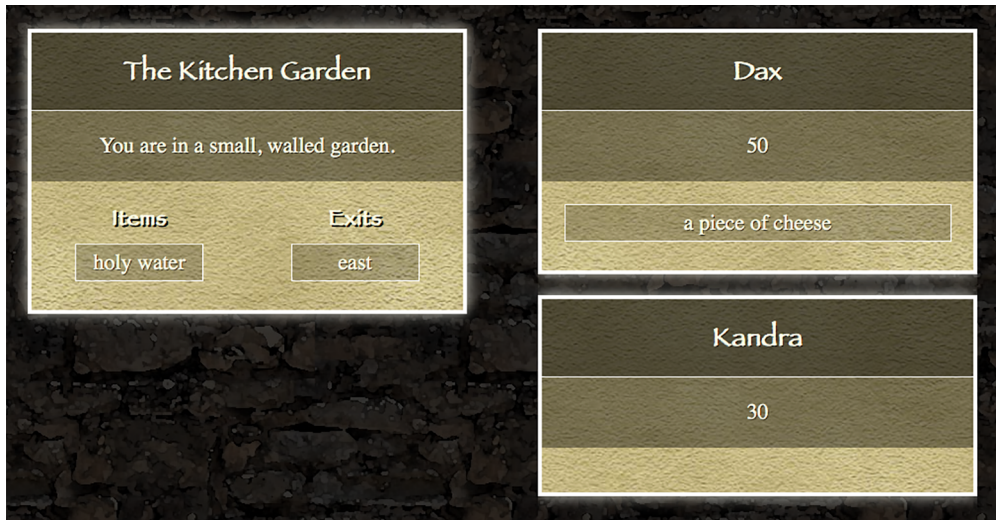 The Kitchen Garden
You are in a small, walled garden.
Items
Exits
holy water
east
Dax
50
a piece of cheese
Kandra
30